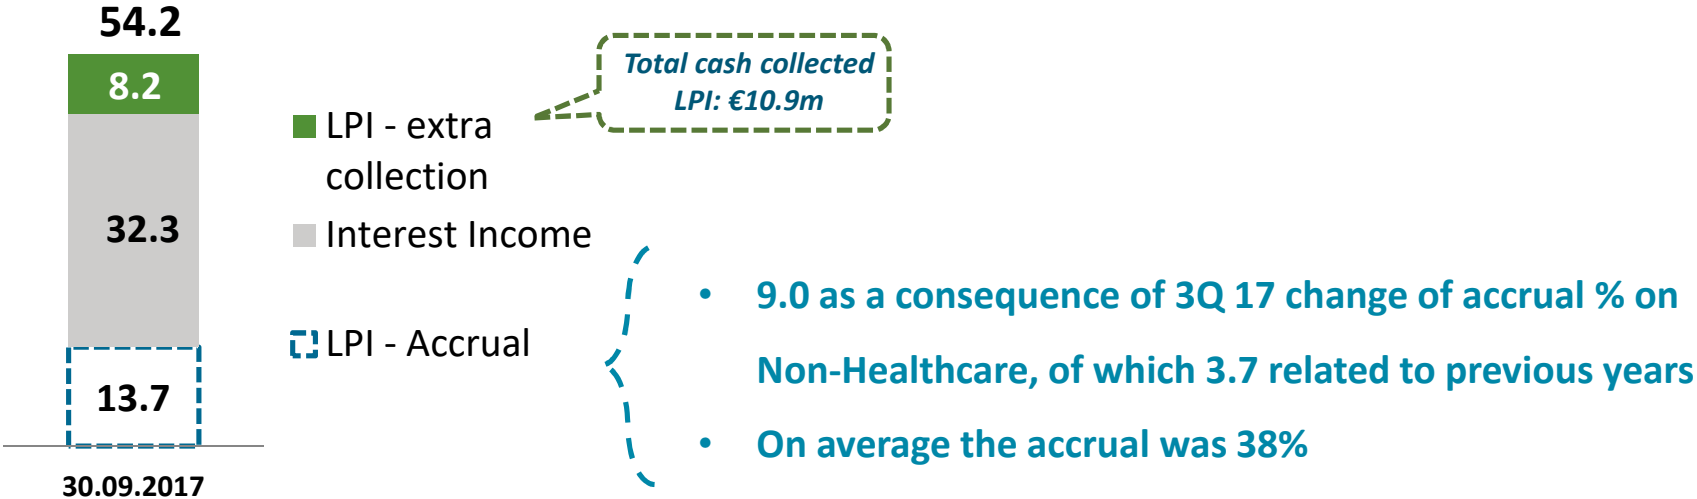 54.2
8.2
32.3
13.7
30.09.2017
LPI - extra
collection
Interest Income
LPI - Accrual
Total cash collected
LPI: €10.9m
• 9.0 as a consequence of 3Q 17 change of accrual % on
Non-Healthcare, of which 3.7 related to previous years
• On average the accrual was 38%